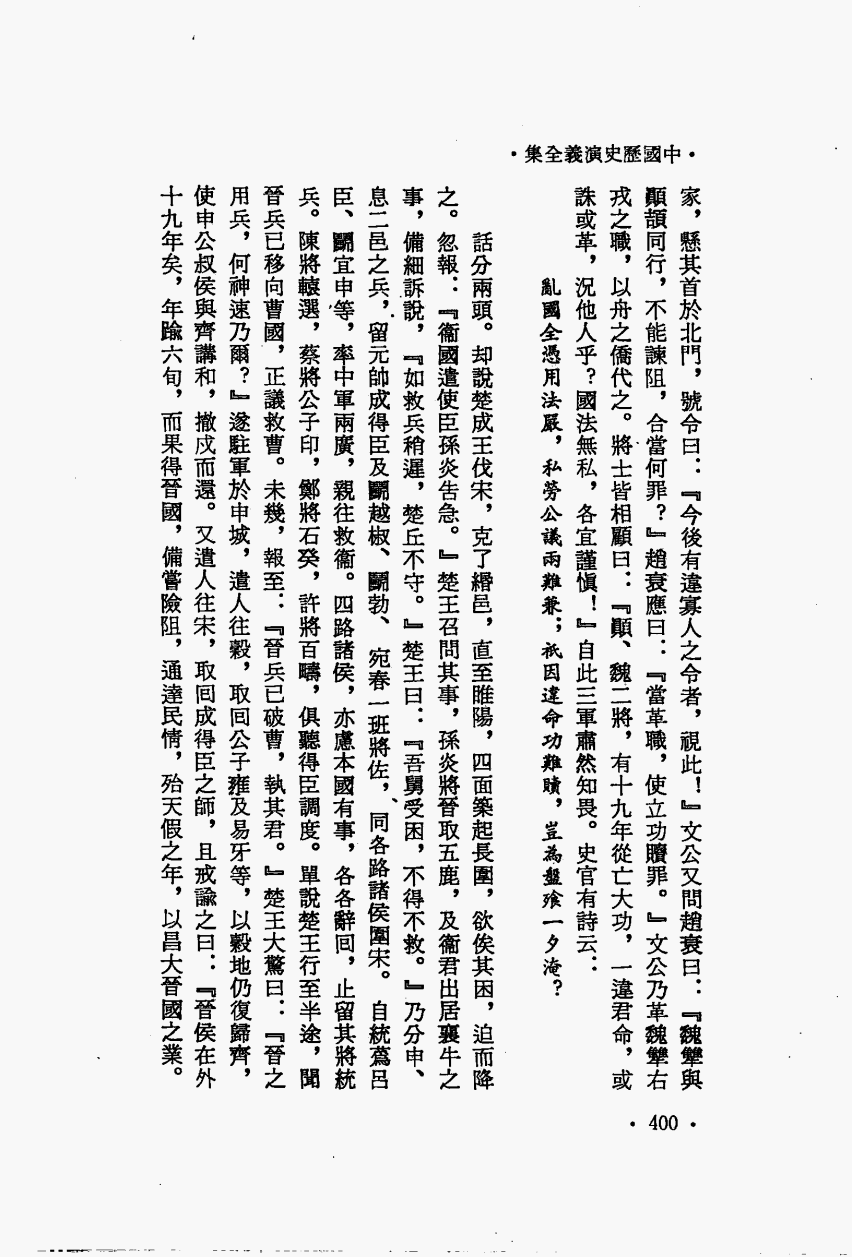 •中國歷史演義全集•
家，懸其首於北門，號令曰：『今後有違寡人之令者，視此！』文公又問趙衰曰：『魏犨與
顚頡同行，不能諫阻，合當何罪？』趙衰應曰：『當革職，使立功贖罪。』文公乃革魏犨右
戎之職，以舟之僑代之。將士皆相顧曰：『顚、魏二將，有十九年從亡大功，一違君命，或
誅或革，況他人乎？國法無私，各宜謹愼！』自此三軍肅然知畏。史官有詩云：
亂國全憑用法嚴，私勞公議兩難兼；祇因違命功難贖，豈為盤飧一夕淹？
話分兩頭。却說楚成王伐宋，克了緡邑，直至睢陽，四面築起長圍，欲俟其困，迫而降
之。忽報：『衞國遣使臣孫炎告急。』楚王召問其事，孫炎將晉取五鹿，及衞君出居襄牛之
事，備細訴說，『如救兵稍遲，楚丘不守。』楚王曰：『吾舅受困，不得不救。』乃分申、
息二邑之兵，留元帥成得臣及鬭越椒、鬭勃、宛春一班將佐，同各路諸侯圍宋。自統蒍呂
臣、鬭宜申等，率中軍兩廣，親往救衞。四路諸侯，亦慮本國有事，各各辭回，止留其將統
兵。陳將轅選，蔡將公子印，鄭將石癸，許將百疇，俱聽得臣調度。單說楚王行至半途，聞
晉兵已移向曹國，正議救曹。未幾，報至：『晉兵已破曹，執其君。』楚王大驚曰：『晉之
用兵，何神速乃爾？』遂駐軍於申城，遣人往穀，取回公子雍及易牙等，以穀地仍復歸齊，
使申公叔侯與齊講和，撤戍而還。又遣人往宋，取回成得臣之師，且戒諭之曰：『晉侯在外
十九年矣，年踰六旬，而果得晉國，備嘗險阻，通達民情，殆天假之年，以昌大晉國之業。
• 400 •